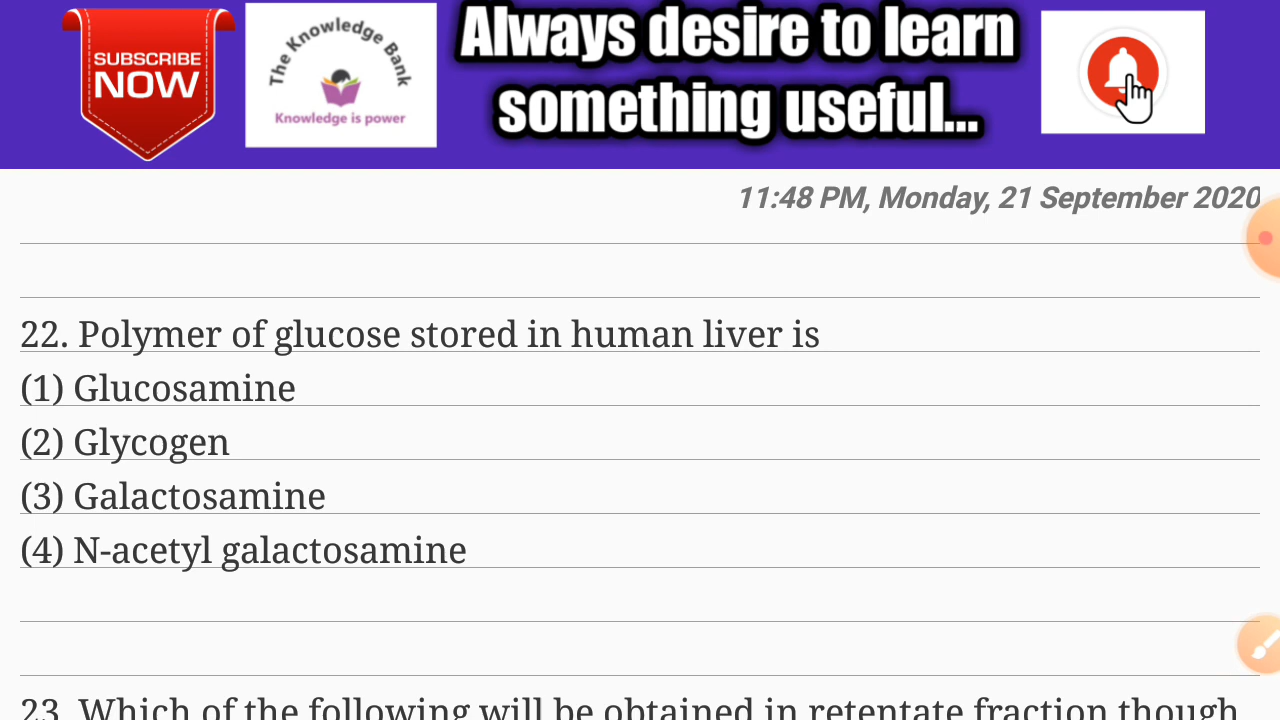 SUBSCRIBE
NOW
The Knowledge Bank
Knowledge is power
Always desire to learn
something useful...
11:48 PM, Monday, 21 September 2020
22. Polymer of glucose stored in human liver is
(1) Glucosamine
(2) Glycogen
(3) Galactosamine
(4) N-acetyl galactosamine
23. Which of the following will be obtained in retentate fraction though